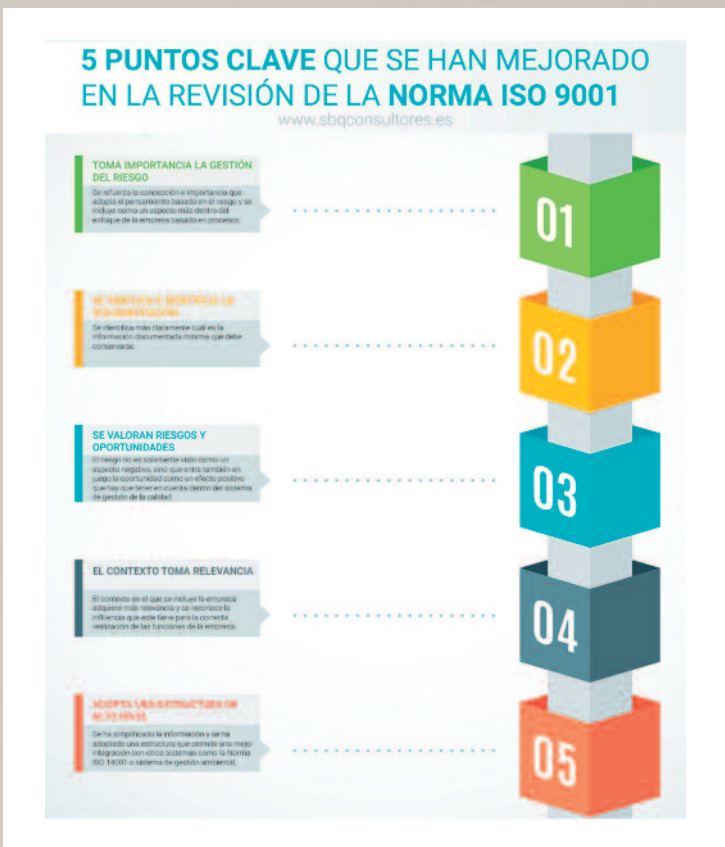 5 PUNTOS CLAVE QUE SE HAN MEJORADO
EN LA REVISIÓN DE LA NORMA ISO 9001
www.sbqconsultores.es
TOMA IMPORTANCIA LA GESTIÓN
DEL RIESGO
Se refuerza la concepción e importancia que
adopta el pensamiento basado en el riesgo y se
incluye como un aspecto más dentro del
enfoque de la empresa basado en procesos.
01
Se identifica más claramente cuál es la
información documentada mínima que debe
conservarse.
02
SE VALORAN RIESGOS Y
OPORTUNIDADES
El riesgo no es solamente visto como un
aspecto negativo, sino que entra también en
juego la oportunidad como un efecto positivo
que hay que tener en cuenta dentro del sistema
de gestión de la calidad.
03
EL CONTEXTO TOMA RELEVANCIA
El contexto en el que se incluye la empresa
adquiere más relevancia y se reconoce la
influencia que este tiene para la correcta
realización de las funciones de la empresa.
04
ADOPTA UNA ESTRUCTURA DE
ALTO NIVEL
Se ha simplificado la información y se ha
adoptado una estructura que permite una mejor
integración con otros sistemas como la Norma
ISO 14001 o sistema de gestión ambiental.
05